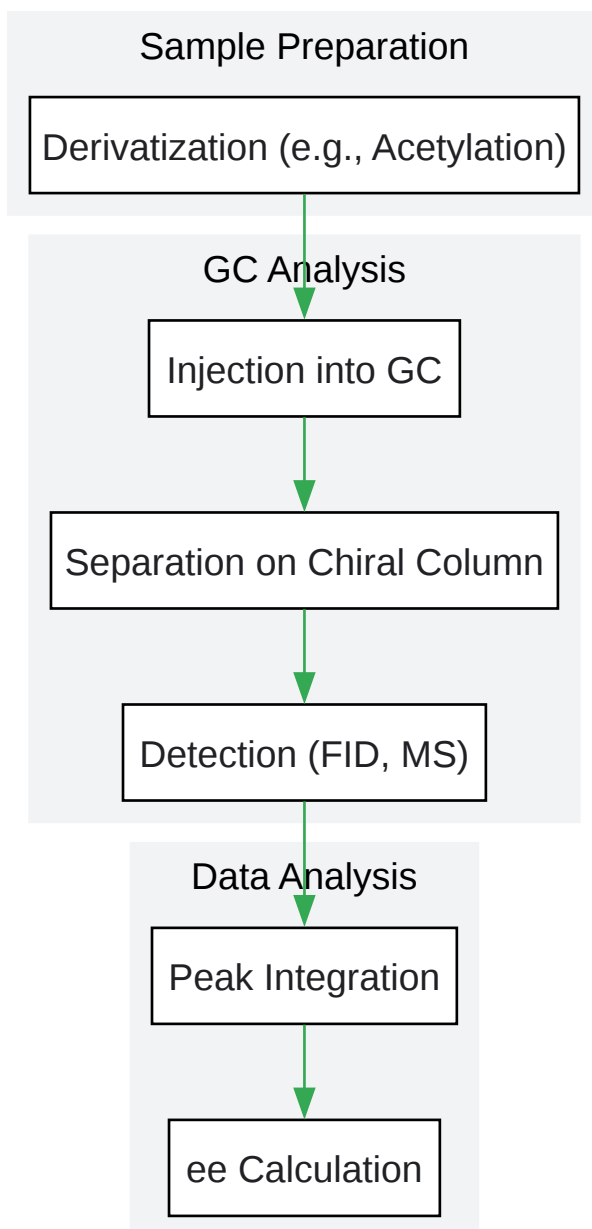 Sample Preparation
Derivatization (e.g., Acetylation)
GC Analysis
Injection into GC
Separation on Chiral Column
Detection (FID, MS)
Data Analysis
Peak Integration
ee Calculation